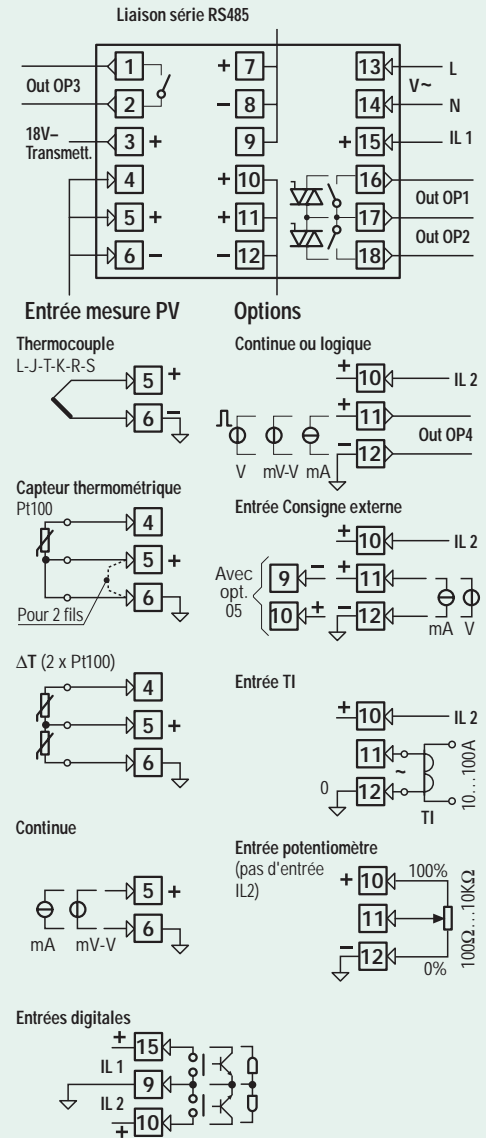 Liaison série RS485
1 + 7 13 L
Out OP3 V~
2 – 8 14 N
18V– Transmett. 3 + 9 + 15 IL 1
4 + 10 16 Out OP1
5 + + 11 17
6 – – 12 18 Out OP2
Entrée mesure PV
Thermocouple
L-J-T-K-R-S
5 +
6 –
Capteur thermométrique
Pt100
4
5 +
6
Pour 2 fils
ΔT (2 x Pt100)
4
5 +
6
Continue
5 +
6
mA mV-V
Entrées digitales
+ 15
IL 1
9
IL 2
+ 10
Options
Continue ou logique
+ 10 IL 2
+ 11
Out OP4
– 12
V mV-V mA
Entrée Consigne externe
+ 10 IL 2
Avec opt. 05
9 – + 11
10 + – 12
mA V
Entrée TI
+ 10 IL 2
11
~
0 12
TI
10...100A
Entrée potentiomètre
(pas d'entrée
IL2)
+ 10 100%
11
– 12
0%
100Ω...10KΩ